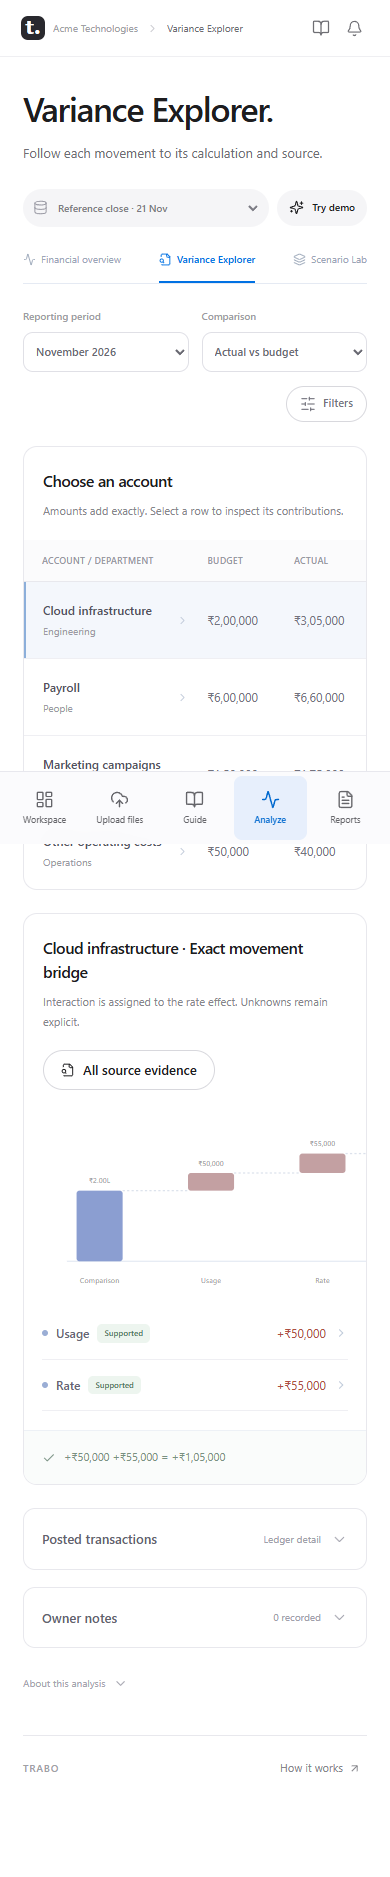 t.
Acme Technologies > Variance Explorer
Variance Explorer.
Follow each movement to its calculation and source.
Reference close · 21 Nov
Try demo
Financial overview
Variance Explorer
Scenario Lab
Reporting period
Comparison
November 2026
Actual vs budget
Filters
Choose an account
Amounts add exactly. Select a row to inspect its contributions.
ACCOUNT / DEPARTMENT BUDGET ACTUAL
Cloud infrastructure
Engineering
₹2,00,000 ₹3,05,000
Payroll
People
₹6,00,000 ₹6,60,000
Marketing campaigns
Workspace
Upload files
Guide
Analyze
Reports
Other operating costs
Operations
₹50,000 ₹40,000
Cloud infrastructure · Exact movement
bridge
Interaction is assigned to the rate effect. Unknowns remain
explicit.
All source evidence
₹55,000
₹50,000
₹2.00L
Comparison Usage Rate
Usage Supported +₹50,000
Rate Supported +₹55,000
+₹50,000 +₹55,000 = +₹1,05,000
Posted transactions Ledger detail
Owner notes 0 recorded
About this analysis
TRABO How it works